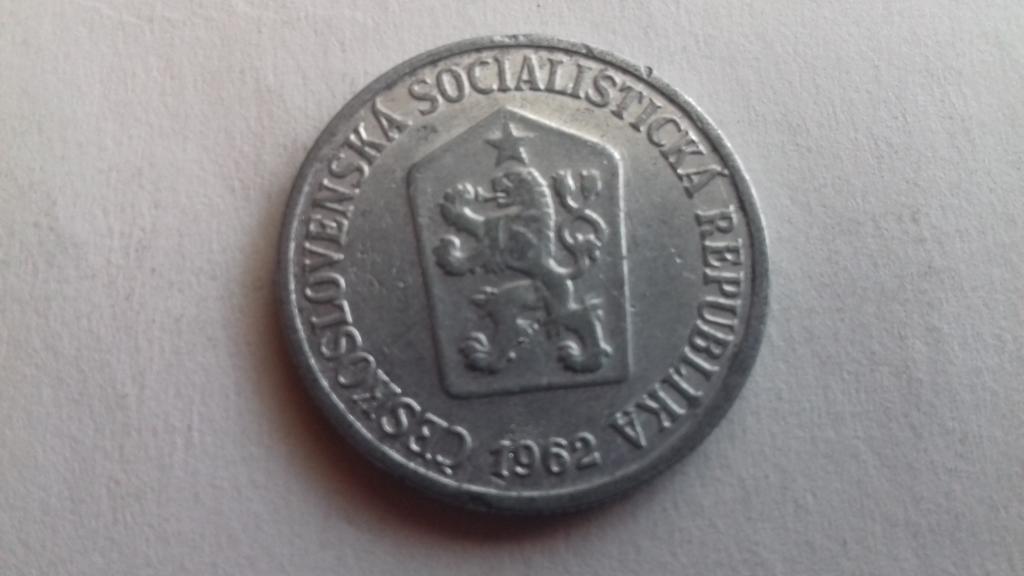 ČESKOSLOVENSKÁ SOCIALISTICKÁ REPUBLIKA
1962